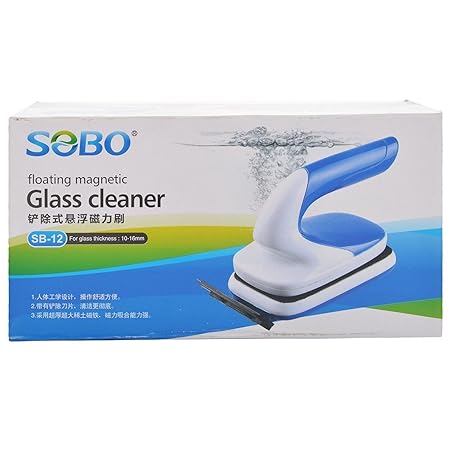 SOBO®
floating magnetic
Glass cleaner
铲除式悬浮磁力刷
SB-12 For glass thickness : 10-16mm
1.人体工学设计，操作舒适方便。
2.带有铲除刀片，清洁更彻底。
3.采用超厚超大稀土磁铁，磁力吸合能力强。